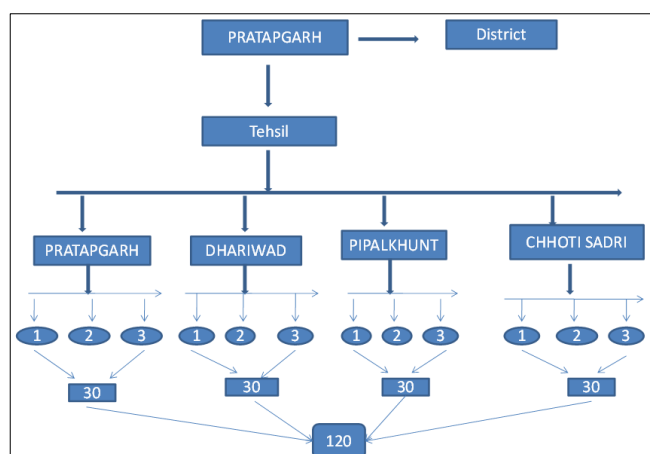 PRATAPGARH
District
Tehsil
PRATAPGARH
DHARIWAD
PIPALKHUNT
CHHOTI SADRI
1
2
3
1
2
3
1
2
3
1
2
3
30
30
30
30
120